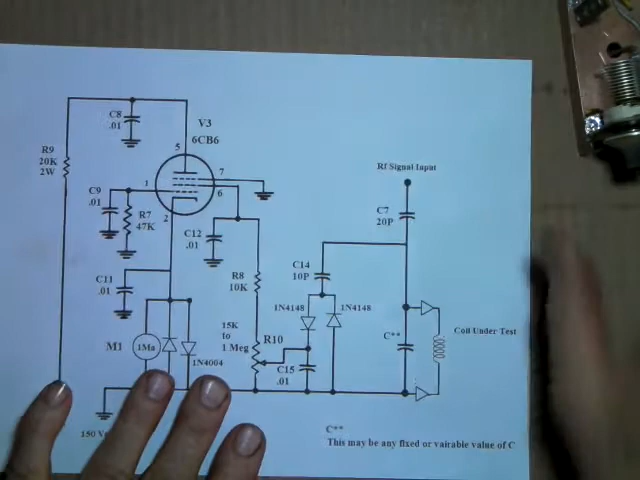 C8
.01
V3
6CB6
5
R9
20K
2W
7
6
1
2
C9
.01
R7
47K
C12
.01
C11
.01
R8
10K
M1
1Ma
1N4004
15K
to
1 Meg
R10
Rf Signal Input
C7
20P
C14
10P
1N4148
1N4148
C15
.01
C**
Coil Under Test
150 V
C**
This may be any fixed or vairable value of C